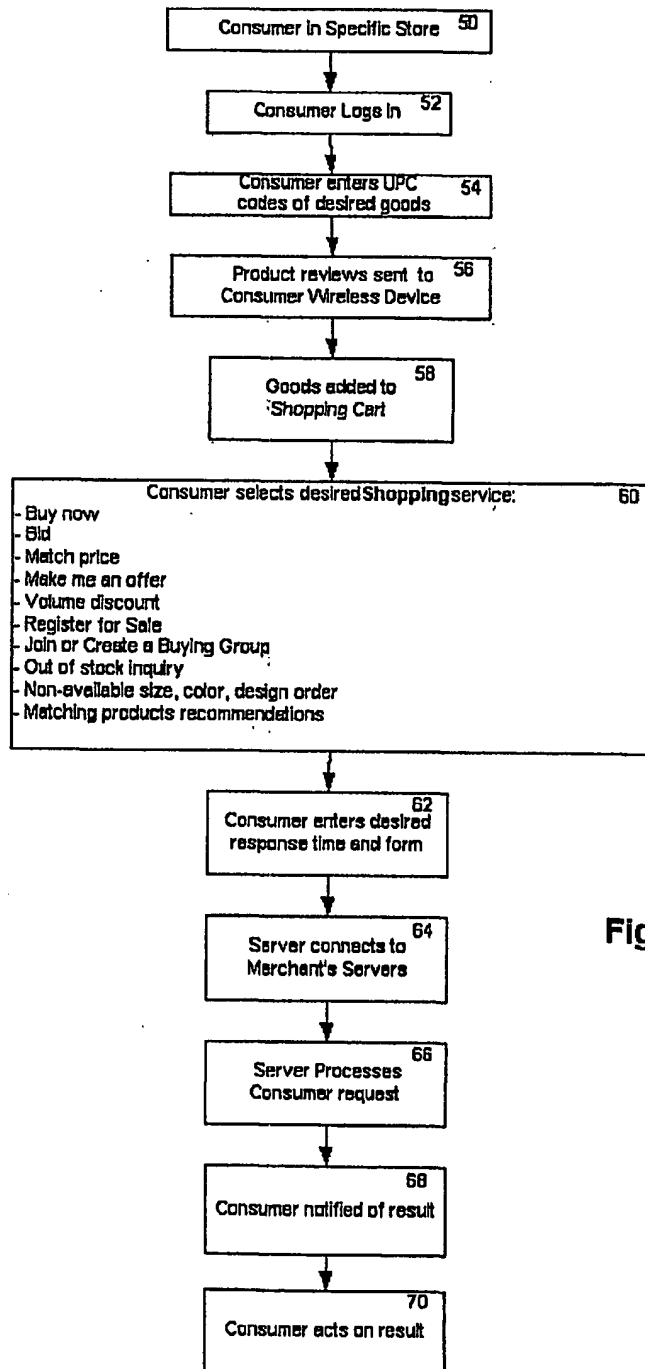 Consumer in Specific Store 50
Consumer Logs in 52
Consumer enters UPC 54
codes of desired goods
Product reviews sent to 56
Consumer Wireless Device
58
Goods added to
Shopping Cart
Consumer selects desired Shopping service: 60
- Buy now
- Bid
- Match price
- Make me an offer
- Volume discount
- Register for Sale
- Join or Create a Buying Group
- Out of stock inquiry
- Non-available size, color, design order
- Matching products recommendations
62
Consumer enters desired
response time and form
64
Server connects to
Merchant's Servers
Fig
66
Server Processes
Consumer request
68
Consumer notified of result
70
Consumer acts on result